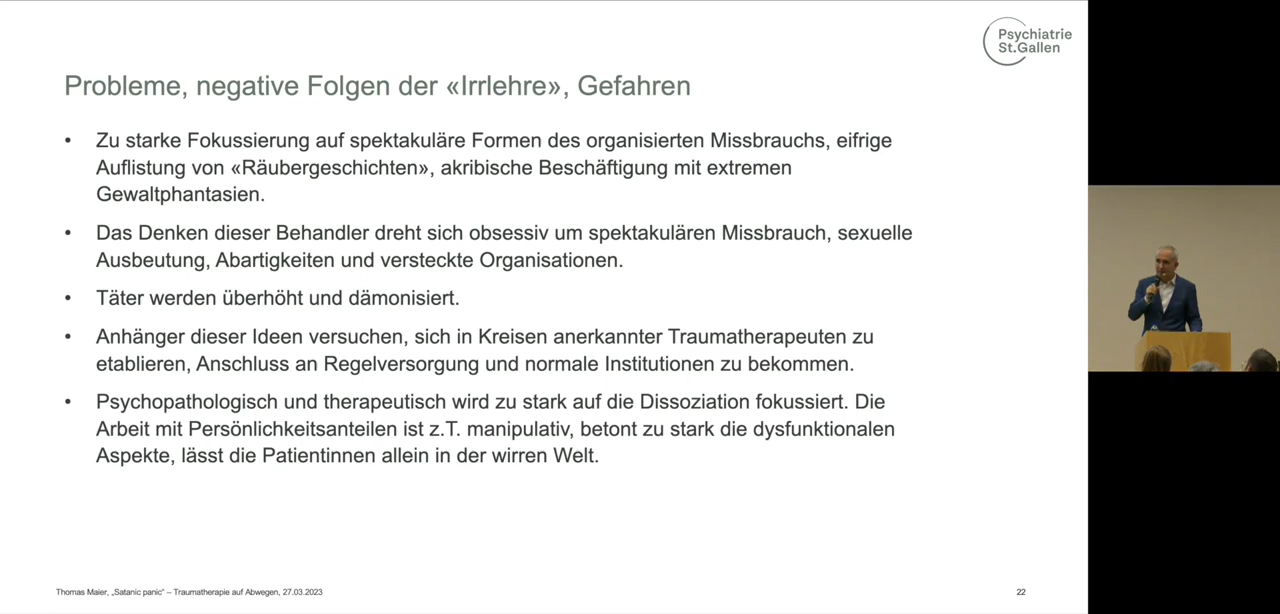 Psychiatrie
St.Gallen
Probleme, negative Folgen der «Irrlehre», Gefahren
• Zu starke Fokussierung auf spektakuläre Formen des organisierten Missbrauchs, eifrige
Auflistung von «Räubergeschichten», akribische Beschäftigung mit extremen
Gewaltphantasien.
• Das Denken dieser Behandler dreht sich obsessiv um spektakulären Missbrauch, sexuelle
Ausbeutung, Abartigkeiten und versteckte Organisationen.
• Täter werden überhöht und dämonisiert.
• Anhänger dieser Ideen versuchen, sich in Kreisen anerkannter Traumatherapeuten zu
etablieren, Anschluss an Regelversorgung und normale Institutionen zu bekommen.
• Psychopathologisch und therapeutisch wird zu stark auf die Dissoziation fokussiert. Die
Arbeit mit Persönlichkeitsanteilen ist z.T. manipulativ, betont zu stark die dysfunktionalen
Aspekte, lässt die Patientinnen allein in der wirren Welt.
Thomas Maier, „Satanic panic“ – Traumatherapie auf Abwegen, 27.03.2023
22